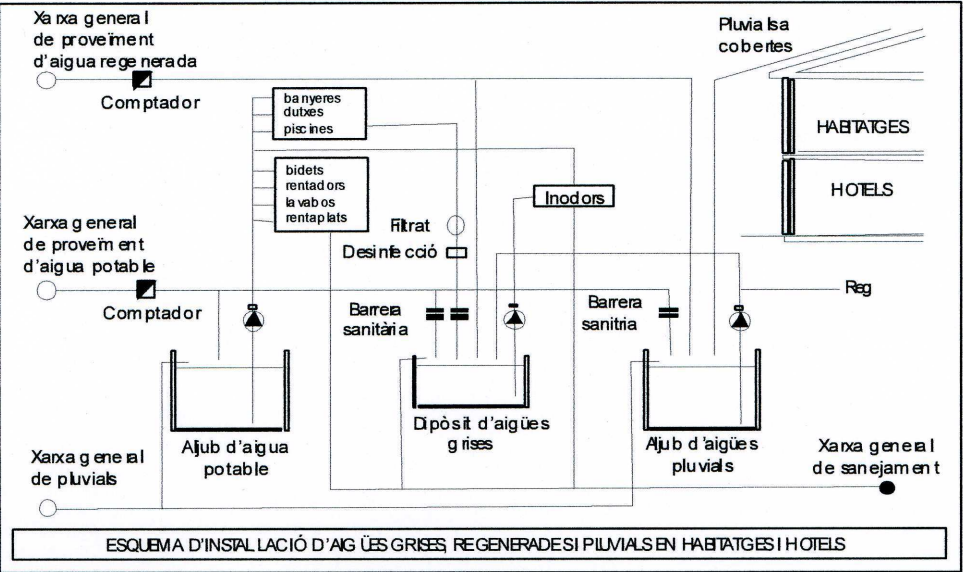 Xarxa general
de proveïment
d'aigua regenerada
Comptador
banyeres
dutxes
piscines
bidets
rentadors
lavabos
rentaplats
Pluvialsa
cobertes
HABITATGES
HOTELS
Inodors
Filtrat
Desinfecció
Xarxa general
de proveïment
d'aigua potable
Comptador
Barrera
sanitària
Barrera
sanitria
Reg
Aljub d'aigua
potable
Dipòsit d'aigües
grises
Aljub d'aigües
pluvials
Xarxa general
de pluvials
Xarxa general
de sanejament
ESQUEMA D'INSTAL LACIÓ D'AIG ÜES GRISES, REGENERADES I PLUVIALS EN HABITATGES I HOTELS